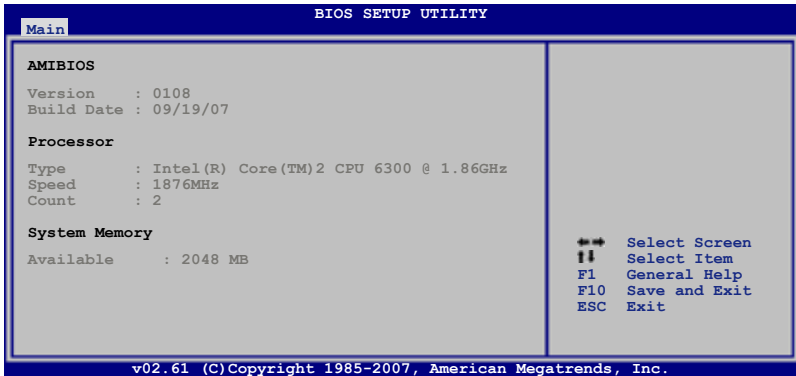 BIOS SETUP UTILITY
Main
AMIBIOS
Version : 0108
Build Date : 09/19/07
Processor
Type : Intel(R) Core(TM)2 CPU 6300 @ 1.86GHz
Speed : 1876MHz
Count : 2
System Memory
Available : 2048 MB
←→ Select Screen
↑↓ Select Item
F1 General Help
F10 Save and Exit
ESC Exit
v02.61 (C)Copyright 1985-2007, American Megatrends, Inc.